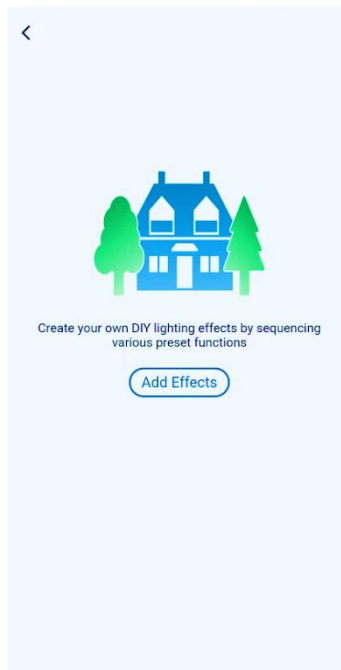 Create your own DIY lighting effects by sequencing
various preset functions
Add Effects